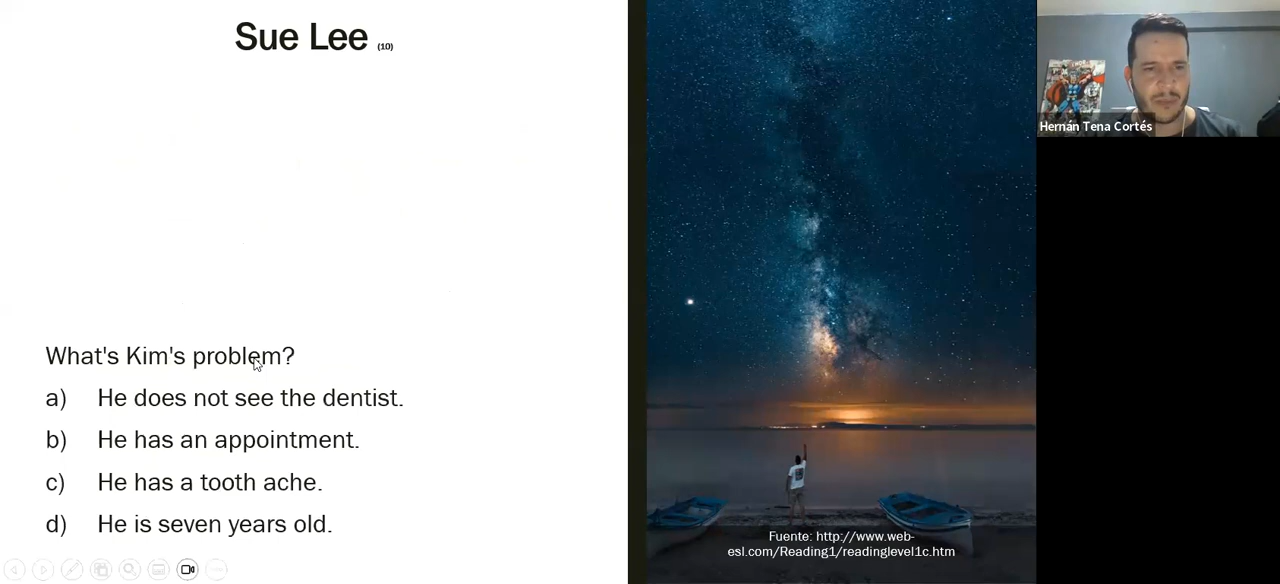 Sue Lee (10)
What's Kim's problem?
a) He does not see the dentist.
b) He has an appointment.
c) He has a tooth ache.
d) He is seven years old.
Fuente: http://www.web-
esl.com/Reading1/readinglevel1c.htm
Hernán Tena Cortés